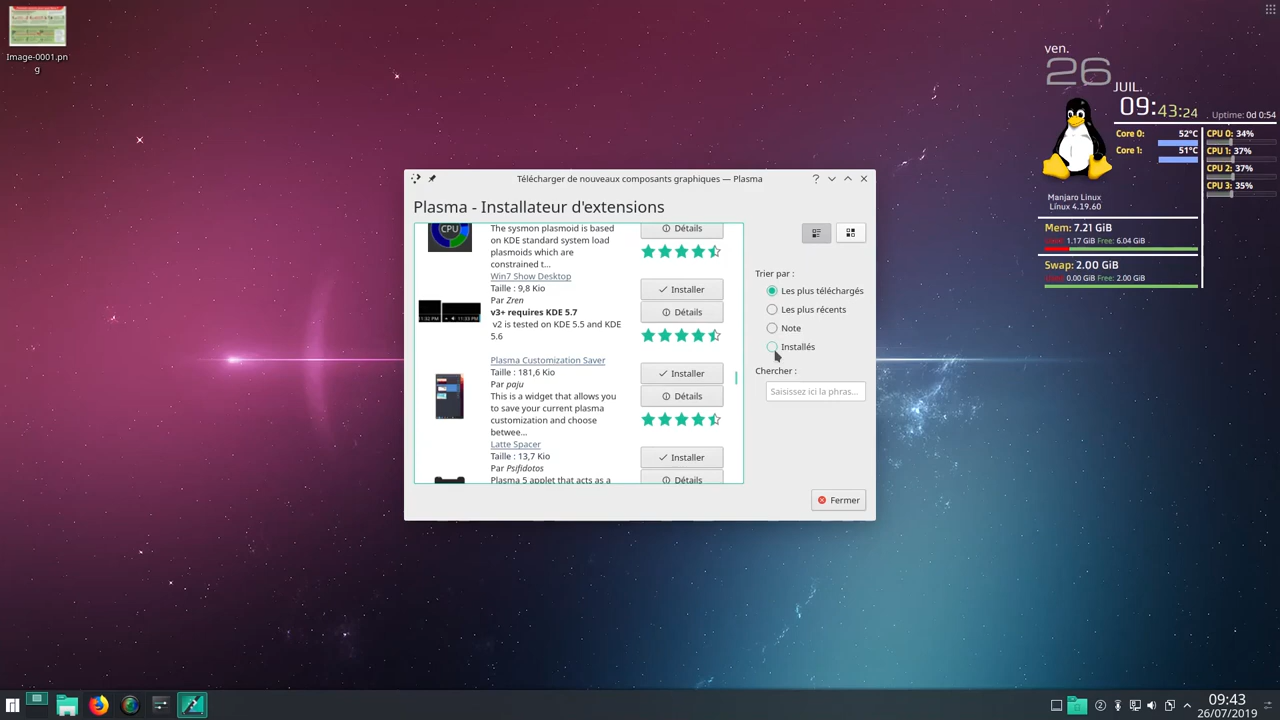 Image-0001.pn
g
ven.
26
JUIL.
09:43:24
. Uptime: 0d 0:54
Core 0: 52°C
Core 1: 51°C
CPU 0: 34%
CPU 1: 37%
CPU 2: 37%
CPU 3: 35%
Manjaro Linux
Linux 4.19.60
Mem: 7.21 GiB
1.17 GiB Free: 6.04 GiB
Swap: 2.00 GiB
0.00 GiB Free: 2.00 GiB
Télécharger de nouveaux composants graphiques — Plasma
Plasma - Installateur d'extensions
CPU
The sysmon plasmoid is based
on KDE standard system load
plasmoids which are
constrained t...
Détails
Win7 Show Desktop
Taille : 9,8 Kio
Par Zren
v3+ requires KDE 5.7
v2 is tested on KDE 5.5 and KDE
5.6
Installer
Détails
11:32 PM
11:33 PM
Plasma Customization Saver
Taille : 181,6 Kio
Par paju
This is a widget that allows you
to save your current plasma
customization and choose
betwee...
Installer
Détails
Latte Spacer
Taille : 13,7 Kio
Par Psifidotos
Plasma 5 applet that acts as a
Installer
Détails
Trier par :
Les plus téléchargés
Les plus récents
Note
Installés
Chercher :
Saisissez ici la phras...
Fermer
2
09:43
26/07/2019